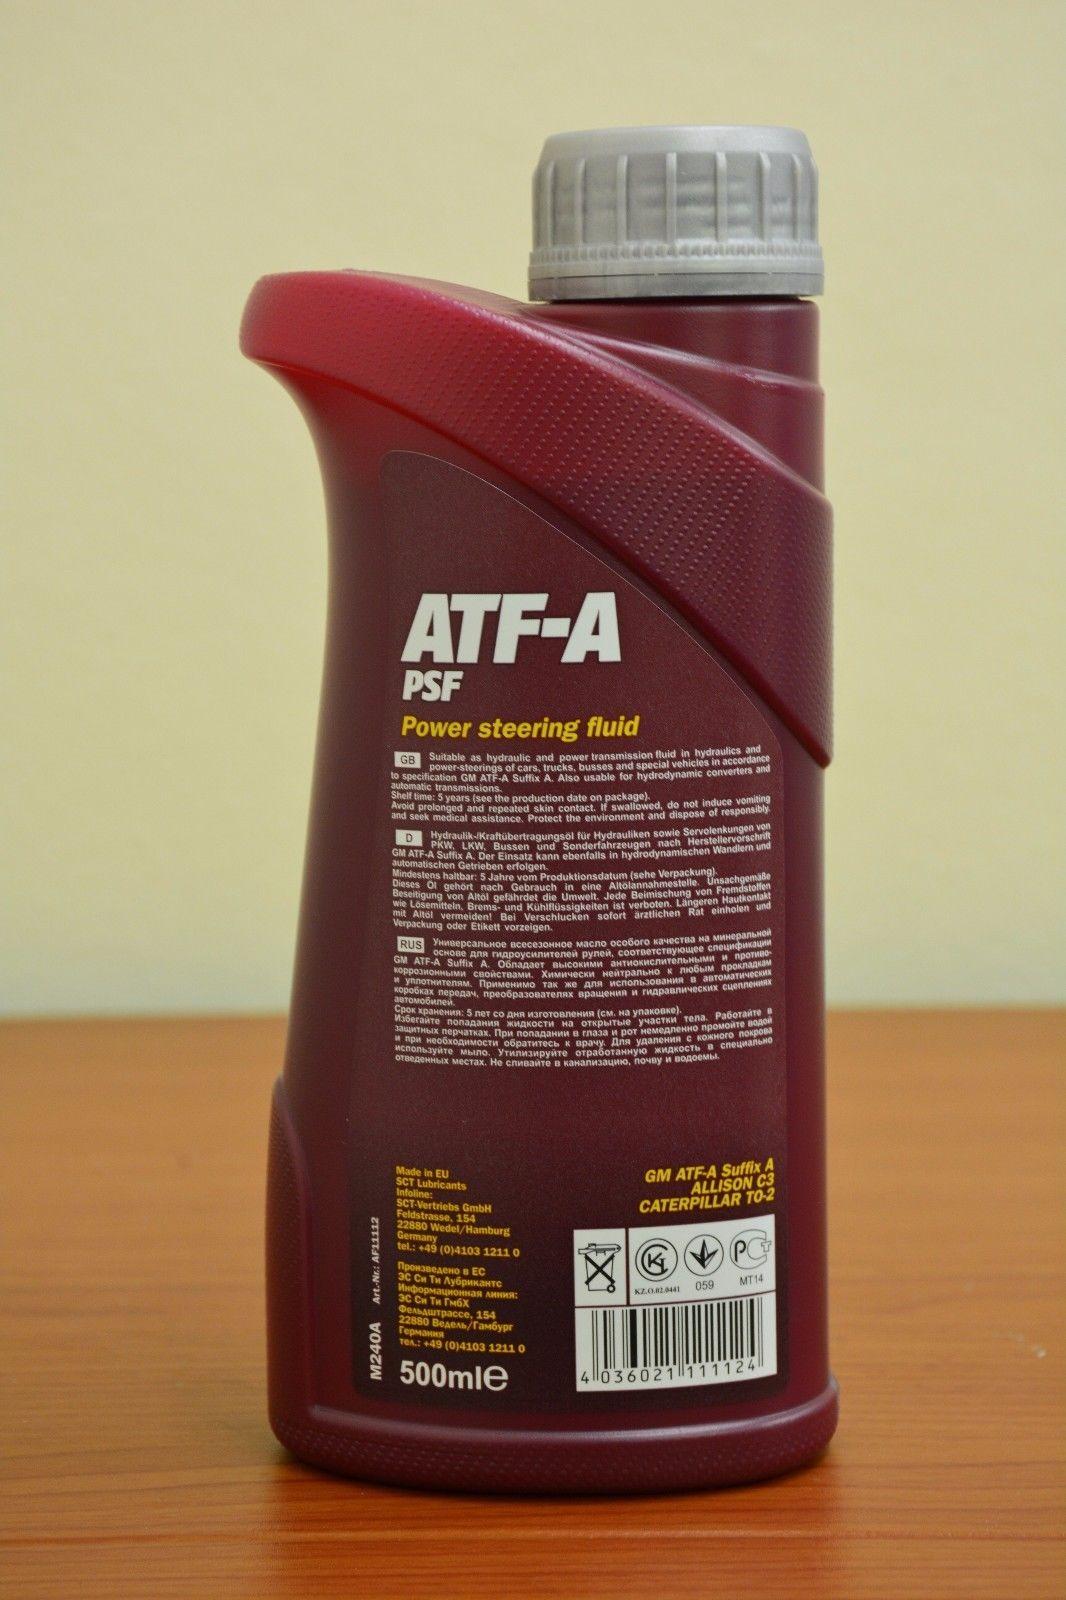 ATF-A
PSF
Power steering fluid
GB Suitable as hydraulic and power transmission fluid in hydraulics and
power-steerings of cars, trucks, busses and special vehicles in accordance
to specification GM ATF-A Suffix A. Also usable for hydrodynamic converters and
automatic transmissions.
Shelf time: 5 years (see the production date on package).
Avoid prolonged and repeated skin contact. If swallowed, do not induce vomiting
and seek medical assistance. Protect the environment and dispose of responsibly.
D Hydraulik-/Kraftübertragungsöl für Hydrauliken sowie Servolenkungen von
PKW, LKW, Bussen und Sonderfahrzeugen nach Herstellervorschrift
GM ATF-A Suffix A. Der Einsatz kann ebenfalls in hydrodynamischen Wandlern und
automatischen Getrieben erfolgen.
Mindestens haltbar: 5 Jahre vom Produktionsdatum (sehe Verpackung).
Dieses Öl gehört nach Gebrauch in eine Altölannahmestelle. Unsachgemäße
Beseitigung von Altöl gefährdet die Umwelt. Jede Beimischung von Fremdstoffen
wie Lösemitteln, Brems- und Kühlflüssigkeiten ist verboten. Längeren Hautkontakt
mit Altöl vermeiden! Bei Verschlucken sofort ärztlichen Rat einholen und
Verpackung oder Etikett vorzeigen.
RUS Универсальное всесезонное масло особого качества на минеральной
основе для гидроусилителей рулей, соответствующее спецификации
GM ATF-A Suffix A. Обладает высокими антиокислительными и противо-
коррозионными свойствами. Химически нейтрально к любым прокладкам
и уплотнителям. Применимо так же для использования в автоматических
коробках передач, преобразователях вращения и гидравлических сцеплениях
автомобилей.
Срок хранения: 5 лет со дня изготовления (см. на упаковке).
Избегайте попадания жидкости на открытые участки тела. Работайте в
защитных перчатках. При попадании в глаза и рот немедленно промойте водой
и при необходимости обратитесь к врачу. Для удаления с кожного покрова
используйте мыло. Утилизируйте отработанную жидкость в специально
отведенных местах. Не сливайте в канализацию, почву и водоемы.
Made in EU
SCT Lubricants
Infoline:
SCT-Vertriebs GmbH
Feldstrasse, 154
22880 Wedel/Hamburg
Germany
tel.: +49 (0)4103 1211 0
Произведено в ЕС
ЭС Си Ти Лубрикантс
Информационная линия:
ЭС Си Ти ГмбХ
Фельдштрассе, 154
22880 Ведель/Гамбург
Германия
тел.: +49 (0)4103 1211 0
M240A Art.-Nr.: AF11112
500ml e
GM ATF-A Suffix A
ALLISON C3
CATERPILLAR TO-2
KZ.O.02.0441
059
РСТ
MT14
4 036021 111124